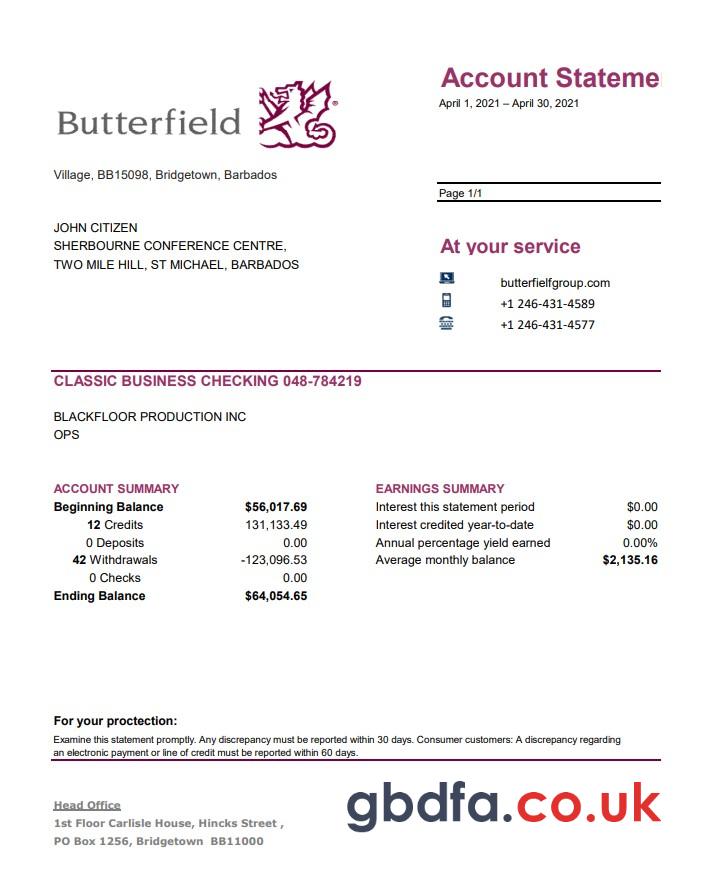 Account Stateme
April 1, 2021 – April 30, 2021
Butterfield ®
Village, BB15098, Bridgetown, Barbados
Page 1/1
JOHN CITIZEN
SHERBOURNE CONFERENCE CENTRE,
TWO MILE HILL, ST MICHAEL, BARBADOS
At your service
butterfielfgroup.com
+1 246-431-4589
+1 246-431-4577
CLASSIC BUSINESS CHECKING 048-784219
BLACKFLOOR PRODUCTION INC
OPS
ACCOUNT SUMMARY
Beginning Balance $56,017.69
12 Credits 131,133.49
0 Deposits 0.00
42 Withdrawals -123,096.53
0 Checks 0.00
Ending Balance $64,054.65
EARNINGS SUMMARY
Interest this statement period $0.00
Interest credited year-to-date $0.00
Annual percentage yield earned 0.00%
Average monthly balance $2,135.16
For your proctection:
Examine this statement promptly. Any discrepancy must be reported within 30 days. Consumer customers: A discrepancy regarding
an electronic payment or line of credit must be reported within 60 days.
Head Office
1st Floor Carlisle House, Hincks Street ,
PO Box 1256, Bridgetown BB11000
gbdfa.co.uk